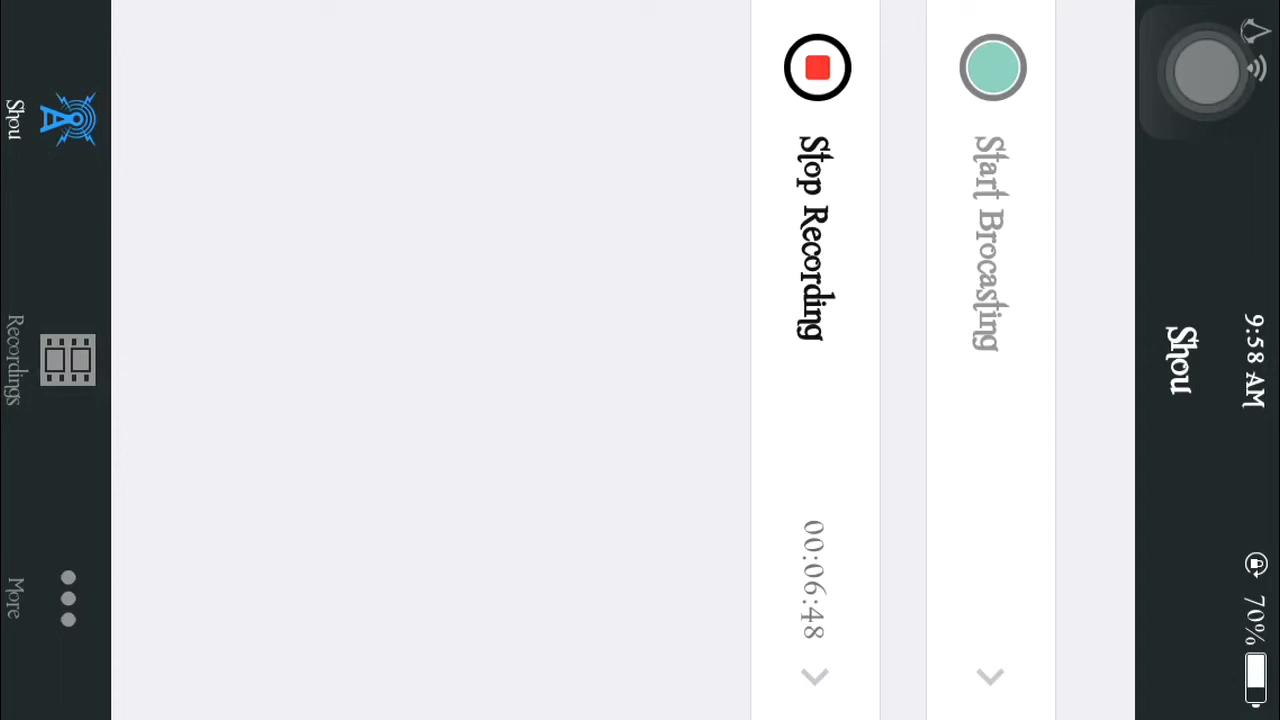 9:58 AM
70%
Shou
Start Brocasting
Stop Recording
00:06:48
Shou
Recordings
More